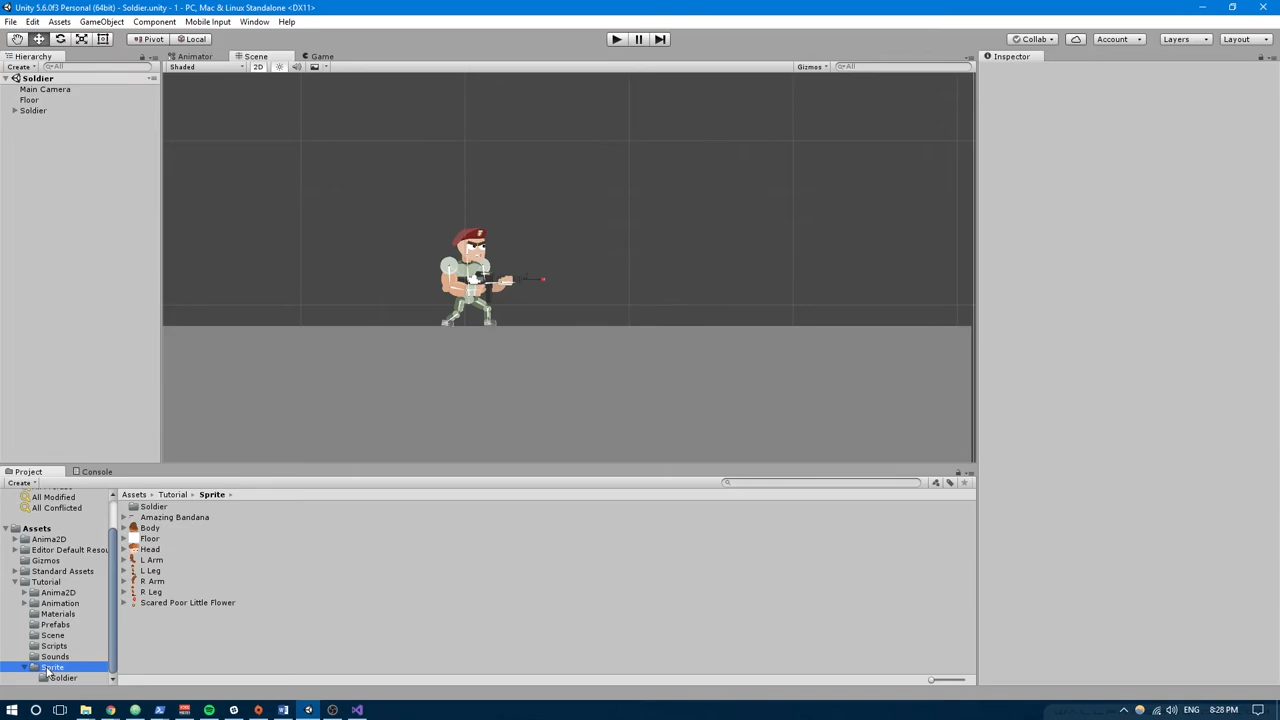 Unity 5.6.0f3 Personal (64bit) - Soldier.unity - 1 - PC, Mac & Linux Standalone <DX11>
File Edit Assets GameObject Component Mobile Input Window Help
Pivot Local Collab Account Layers Layout
Hierarchy Animator Scene Game Inspector
Create All Shaded 2D Gizmos All
Soldier
Main Camera
Floor
Soldier
Project Console
Create
Assets Tutorial Sprite
All Modified
All Conflicted
Assets
Anima2D
Editor Default Resou
Gizmos
Standard Assets
Tutorial
Anima2D
Animation
Materials
Prefabs
Scene
Scripts
Sounds
Sprite
Soldier
Soldier
Amazing Bandana
Body
Floor
Head
L Arm
L Leg
R Arm
R Leg
Scared Poor Little Flower
ENG 8:28 PM